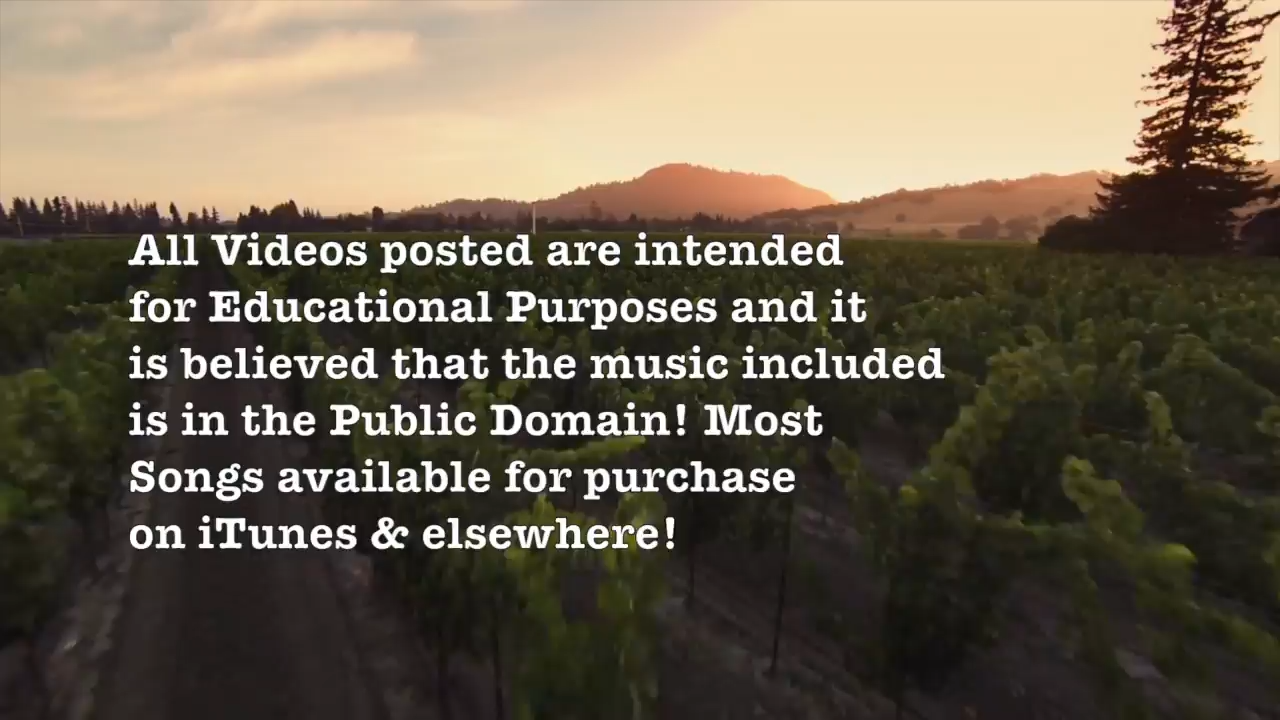 All Videos posted are intended
for Educational Purposes and it
is believed that the music included
is in the Public Domain! Most
Songs available for purchase
on iTunes & elsewhere!